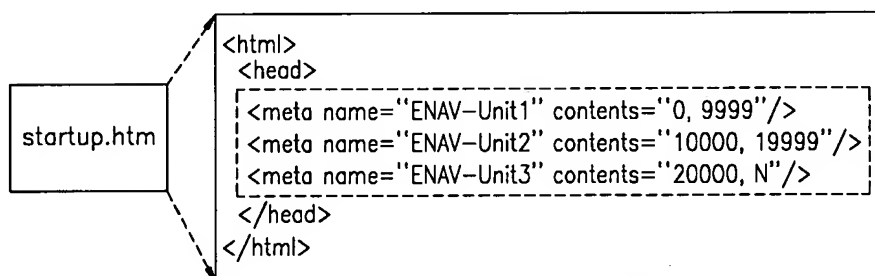 startup.htm
<html>
<head>
<meta name="ENAV-Unit1" contents="0, 9999"/>
<meta name="ENAV-Unit2" contents="10000, 19999"/>
<meta name="ENAV-Unit3" contents="20000, N"/>
</head>
</html>